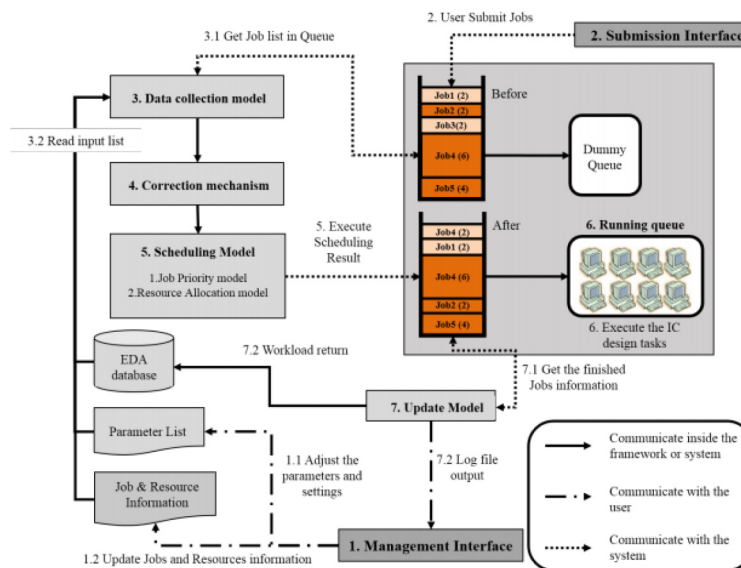 2. User Submit Jobs
3.1 Get Job list in Queue
2. Submission Interface
3. Data collection model
3.2 Read input list
4. Correction mechanism
5. Scheduling Model
1.Job Priority model
2.Resource Allocation model
5. Execute
Scheduling
Result
Before
Job1 (2)
Job2 (2)
Job3(2)
Job4 (6)
Job5 (4)
Dummy
Queue
After
Job4 (2)
Job1 (2)
Job4 (6)
Job2 (2)
Job5 (4)
6. Running queue
6. Execute the IC
design tasks
EDA
database
7.2 Workload return
7.1 Get the finished
Jobs information
7. Update Model
Parameter List
1.1 Adjust the
parameters and
settings
7.2 Log file
output
Job & Resource
Information
1.2 Update Jobs and Resources information
1. Management Interface
Communicate inside the
framework or system
Communicate with the
user
Communicate with the
system